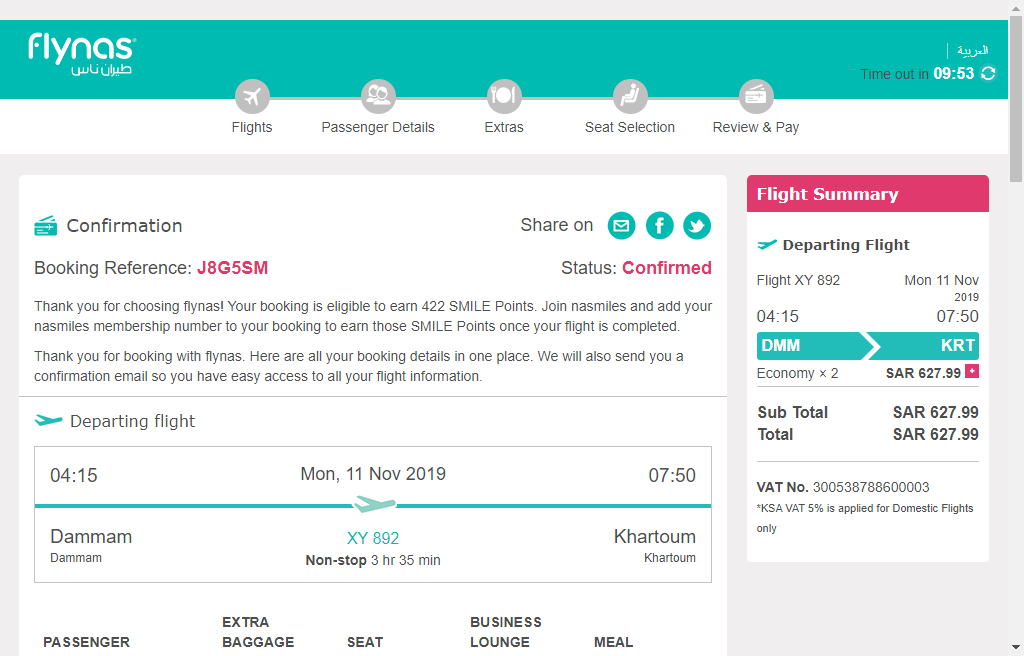 flynas
طيران ناس
العربية
Time out in 09:53
Flights
Passenger Details
Extras
Seat Selection
Review & Pay
Confirmation
Share on
Booking Reference: J8G5SM
Status: Confirmed
Thank you for choosing flynas! Your booking is eligible to earn 422 SMILE Points. Join nasmiles and add your
nasmiles membership number to your booking to earn those SMILE Points once your flight is completed.
Thank you for booking with flynas. Here are all your booking details in one place. We will also send you a
confirmation email so you have easy access to all your flight information.
Departing flight
04:15
Mon, 11 Nov 2019
07:50
Dammam
XY 892
Khartoum
Dammam
Non-stop 3 hr 35 min
Khartoum
PASSENGER
EXTRA
BAGGAGE
SEAT
BUSINESS
LOUNGE
MEAL
Flight Summary
Departing Flight
Flight XY 892
Mon 11 Nov
2019
04:15
07:50
DMM
KRT
Economy × 2
SAR 627.99 +
Sub Total
SAR 627.99
Total
SAR 627.99
VAT No. 300538788600003
*KSA VAT 5% is applied for Domestic Flights
only